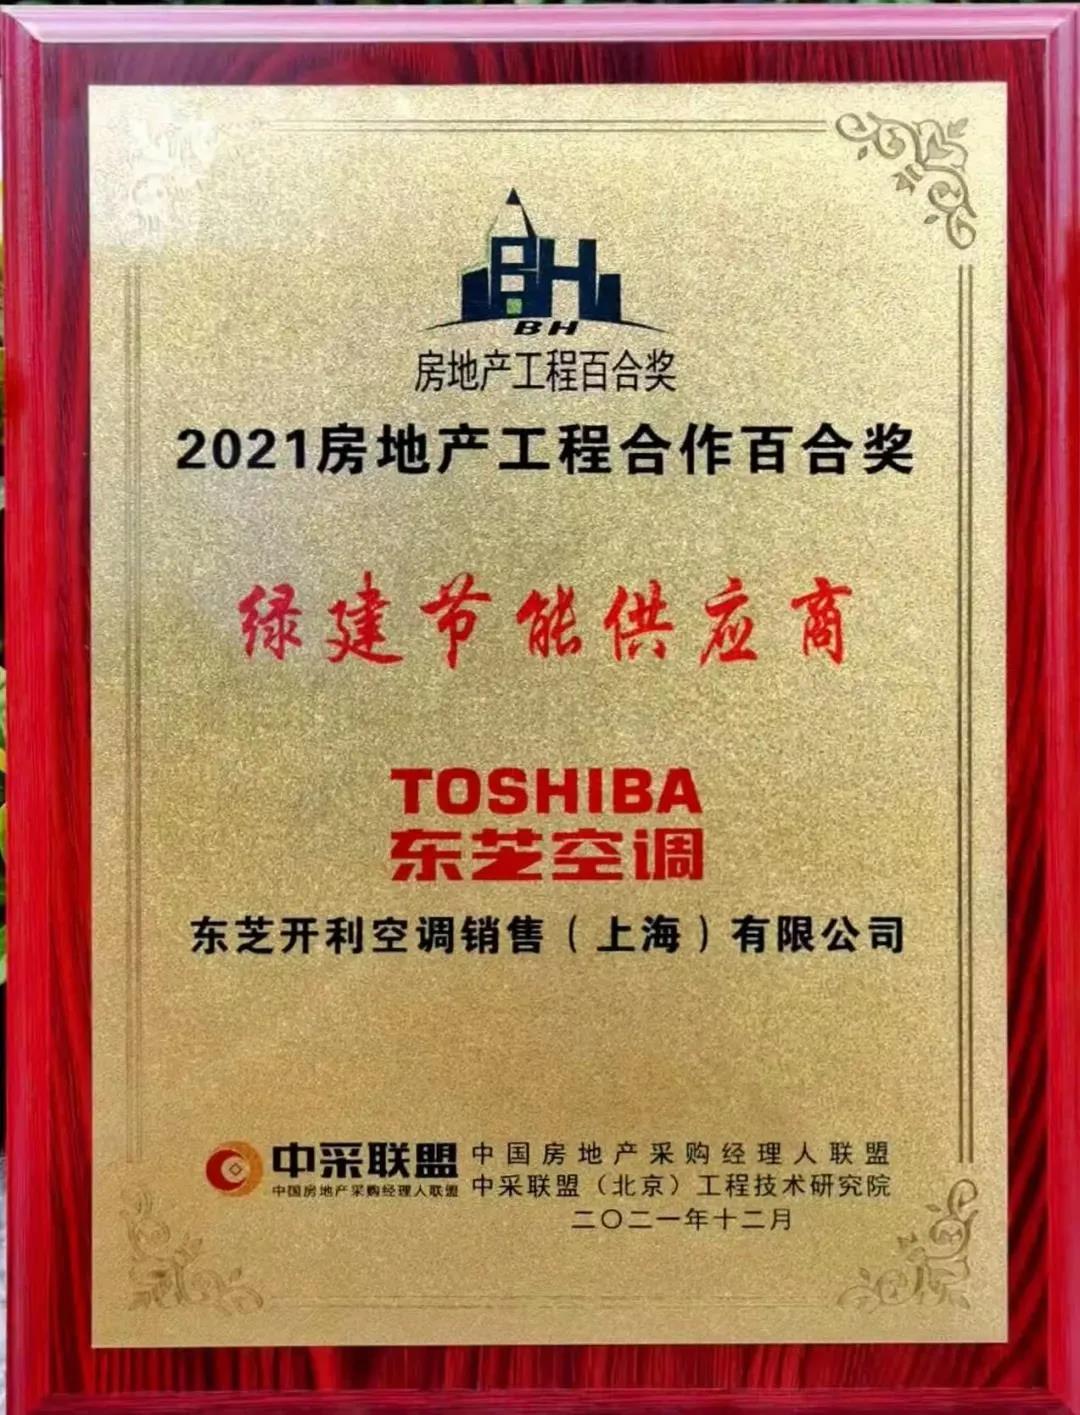 BH
BH
房地产工程百合奖
2021房地产工程合作百合奖
绿建节能供应商
TOSHIBA
东芝空调
东芝开利空调销售（上海）有限公司
中采联盟
中国房地产采购经理人联盟
中国房地产采购经理人联盟
中采联盟（北京）工程技术研究院
二〇二一年十二月